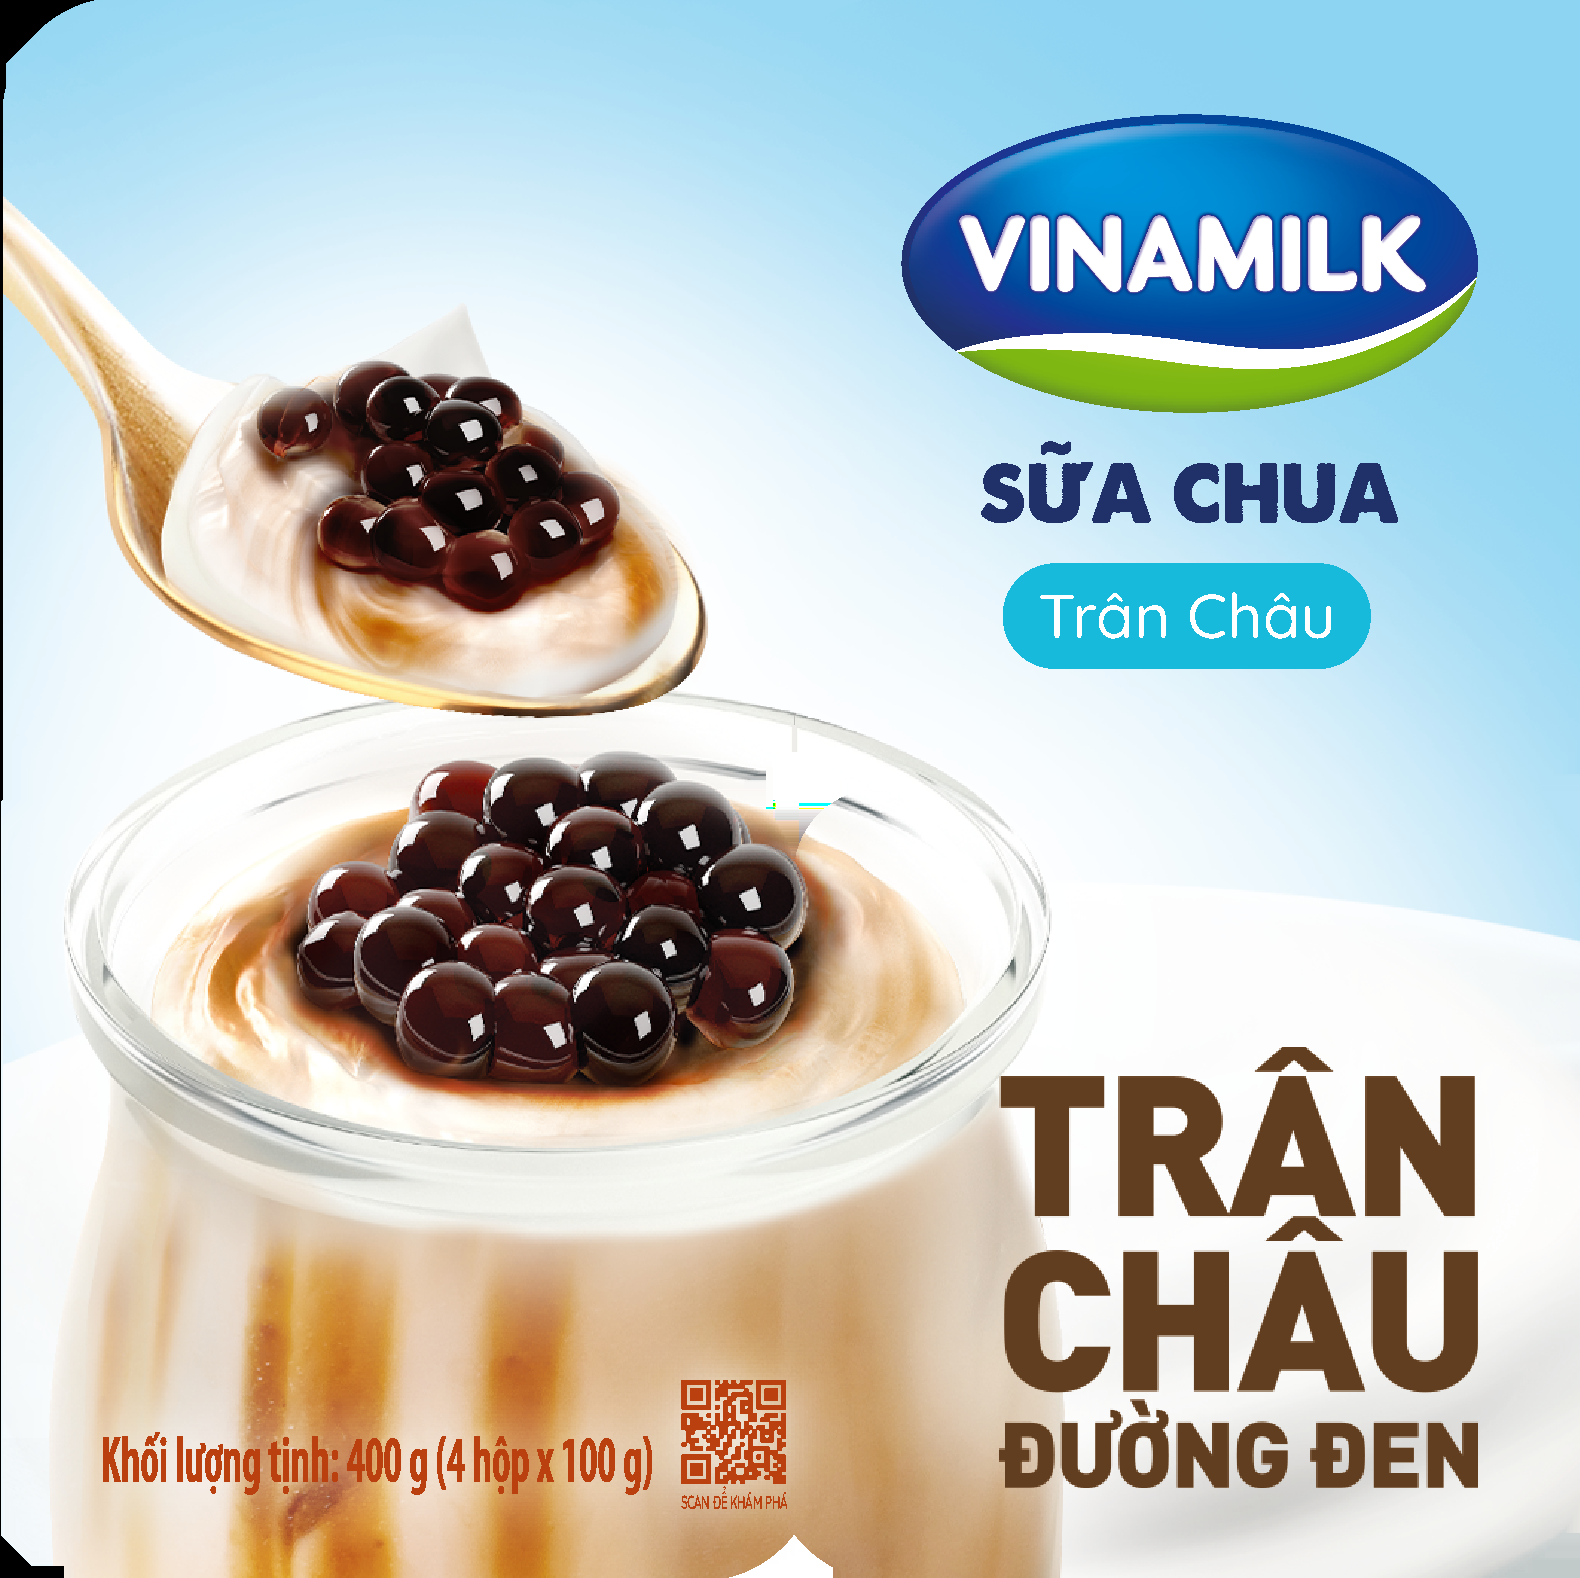 VINAMILK
SỮA CHUA
Trân Châu
TRÂN
CHÂU
ĐƯỜNG ĐEN
Khối lượng tịnh: 400 g (4 hộp x 100 g)
SCAN ĐỂ KHÁM PHÁ